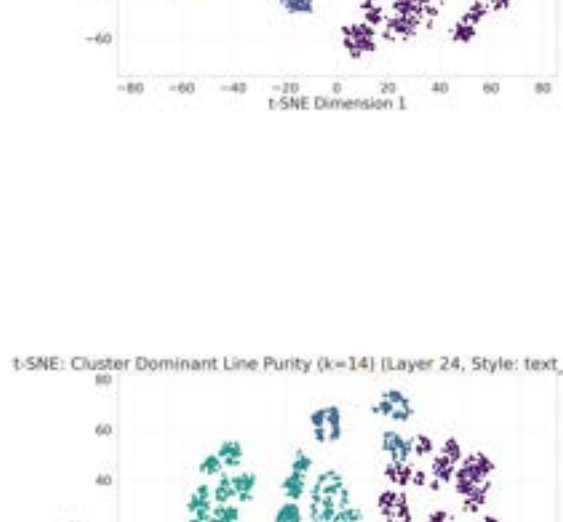 −60
−80 −60 −40 −20 0 20 40 60 80
t-SNE Dimension 1
t-SNE: Cluster Dominant Line Purity (k=14) (Layer 24, Style: text_
80
60
40